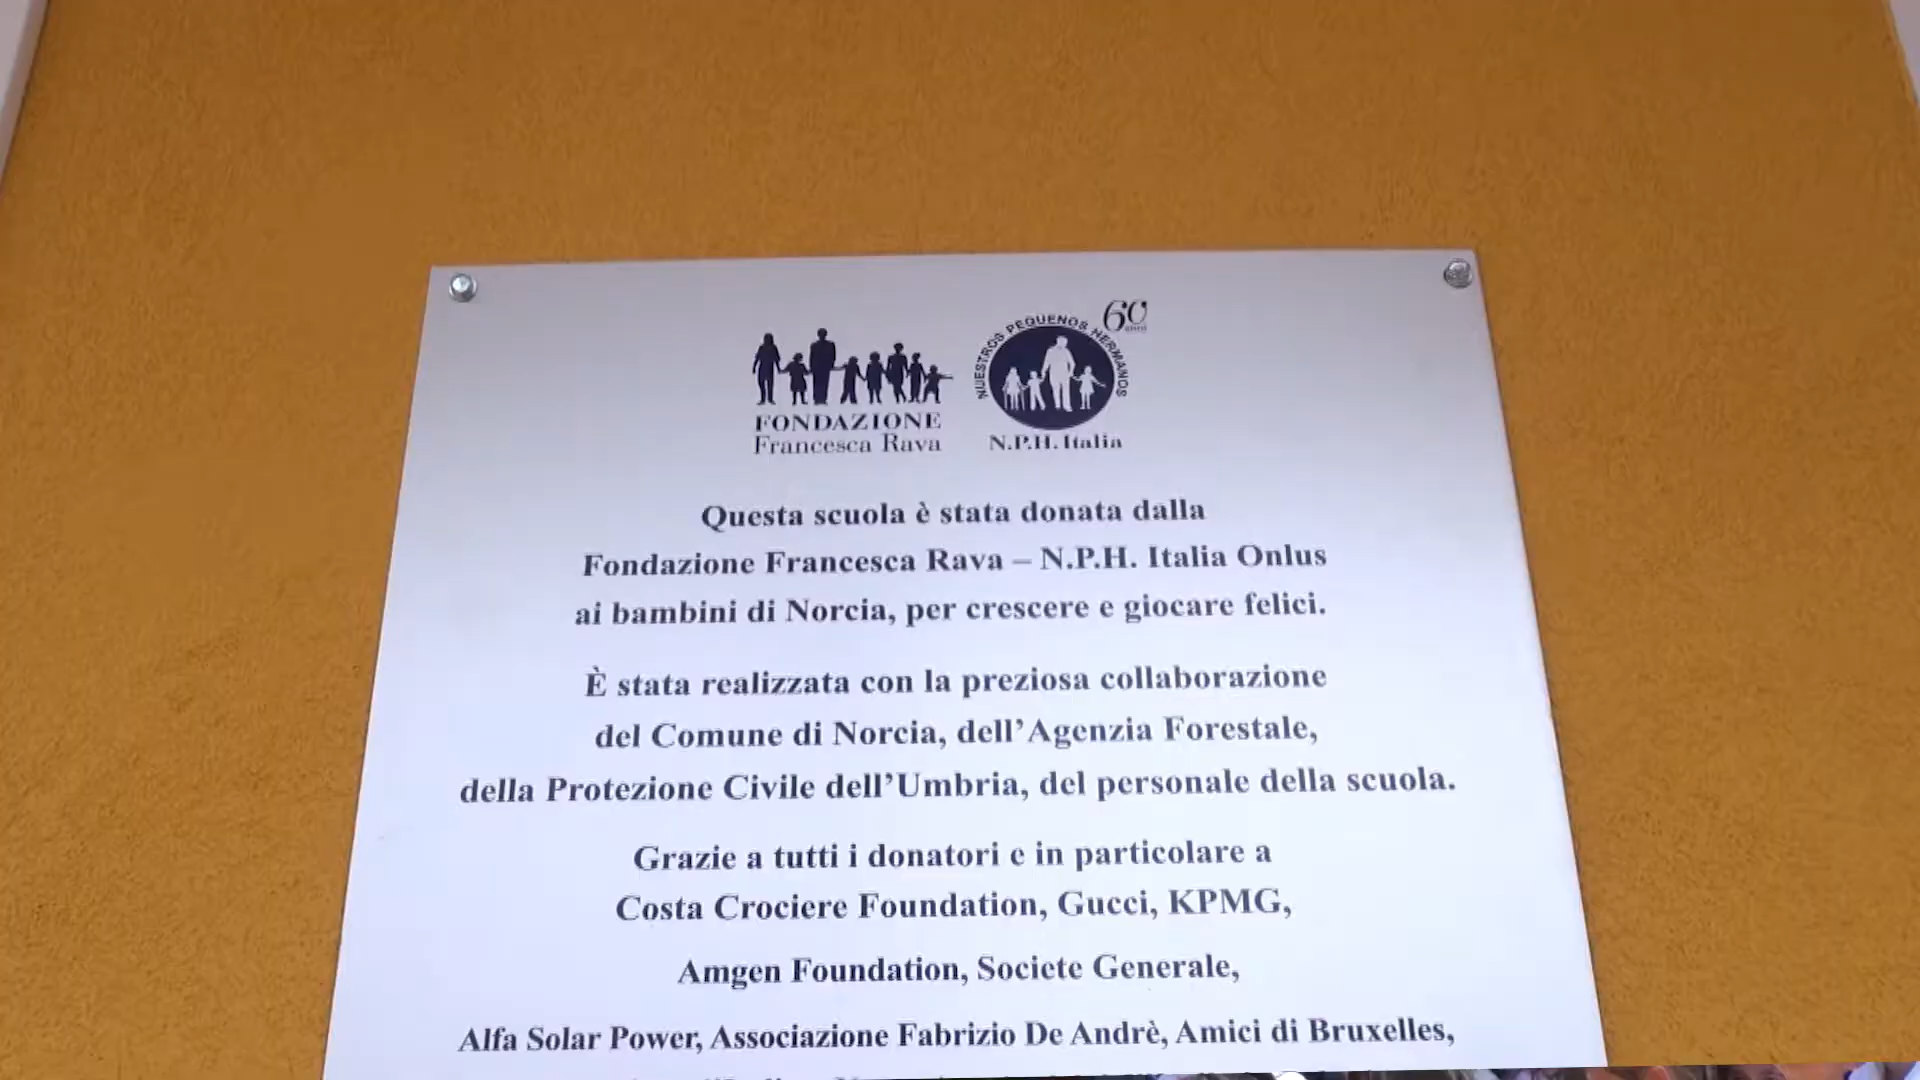 60
anni
NUESTROS PEQUENOS HERMANOS
FONDAZIONE
Francesca Rava
N.P.H. Italia
Questa scuola è stata donata dalla
Fondazione Francesca Rava – N.P.H. Italia Onlus
ai bambini di Norcia, per crescere e giocare felici.
È stata realizzata con la preziosa collaborazione
del Comune di Norcia, dell'Agenzia Forestale,
della Protezione Civile dell'Umbria, del personale della scuola.
Grazie a tutti i donatori e in particolare a
Costa Crociere Foundation, Gucci, KPMG,
Amgen Foundation, Societe Generale,
Alfa Solar Power, Associazione Fabrizio De Andrè, Amici di Bruxelles,